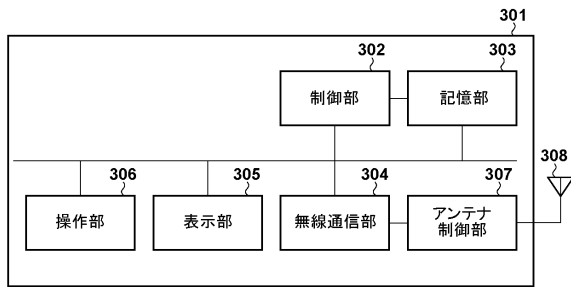 301
302
303
制御部
記憶部
306
305
304
307
308
操作部
表示部
無線通信部
アンテナ
制御部